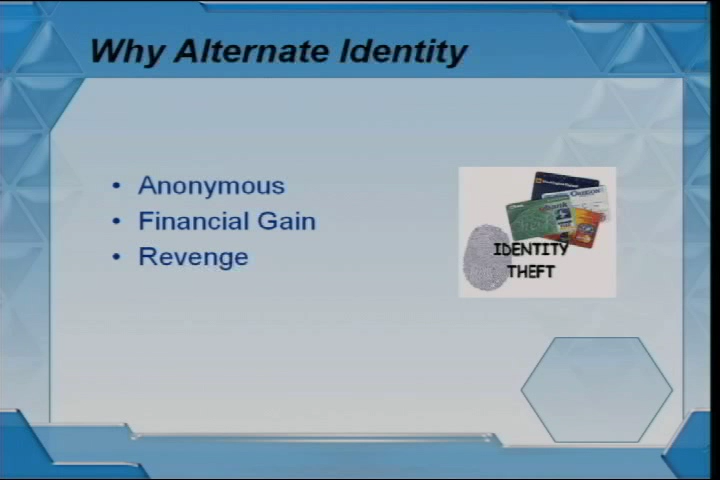 Why Alternate Identity
• Anonymous
• Financial Gain
• Revenge
IDENTITY
THEFT